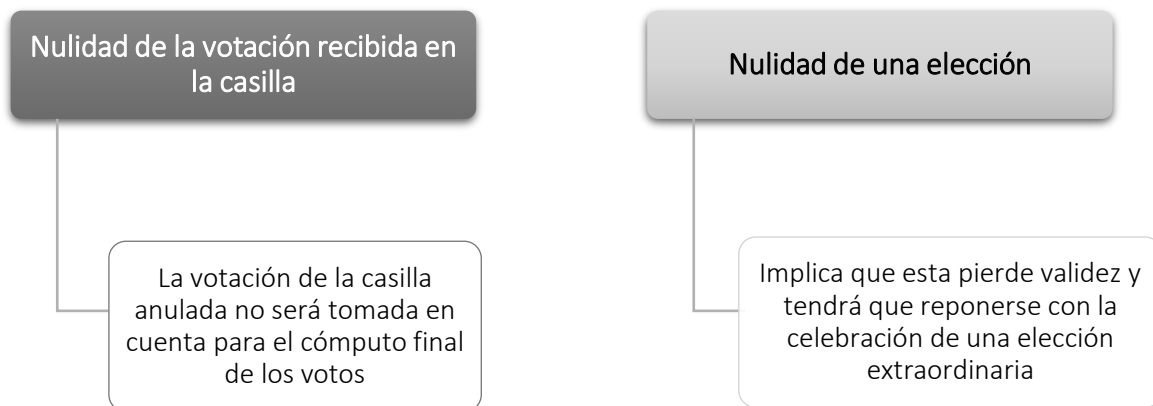 Nulidad de la votación recibida en
la casilla
La votación de la casilla
anulada no será tomada en
cuenta para el cómputo final
de los votos
Nulidad de una elección
Implica que esta pierde validez y
tendrá que reponerse con la
celebración de una elección
extraordinaria